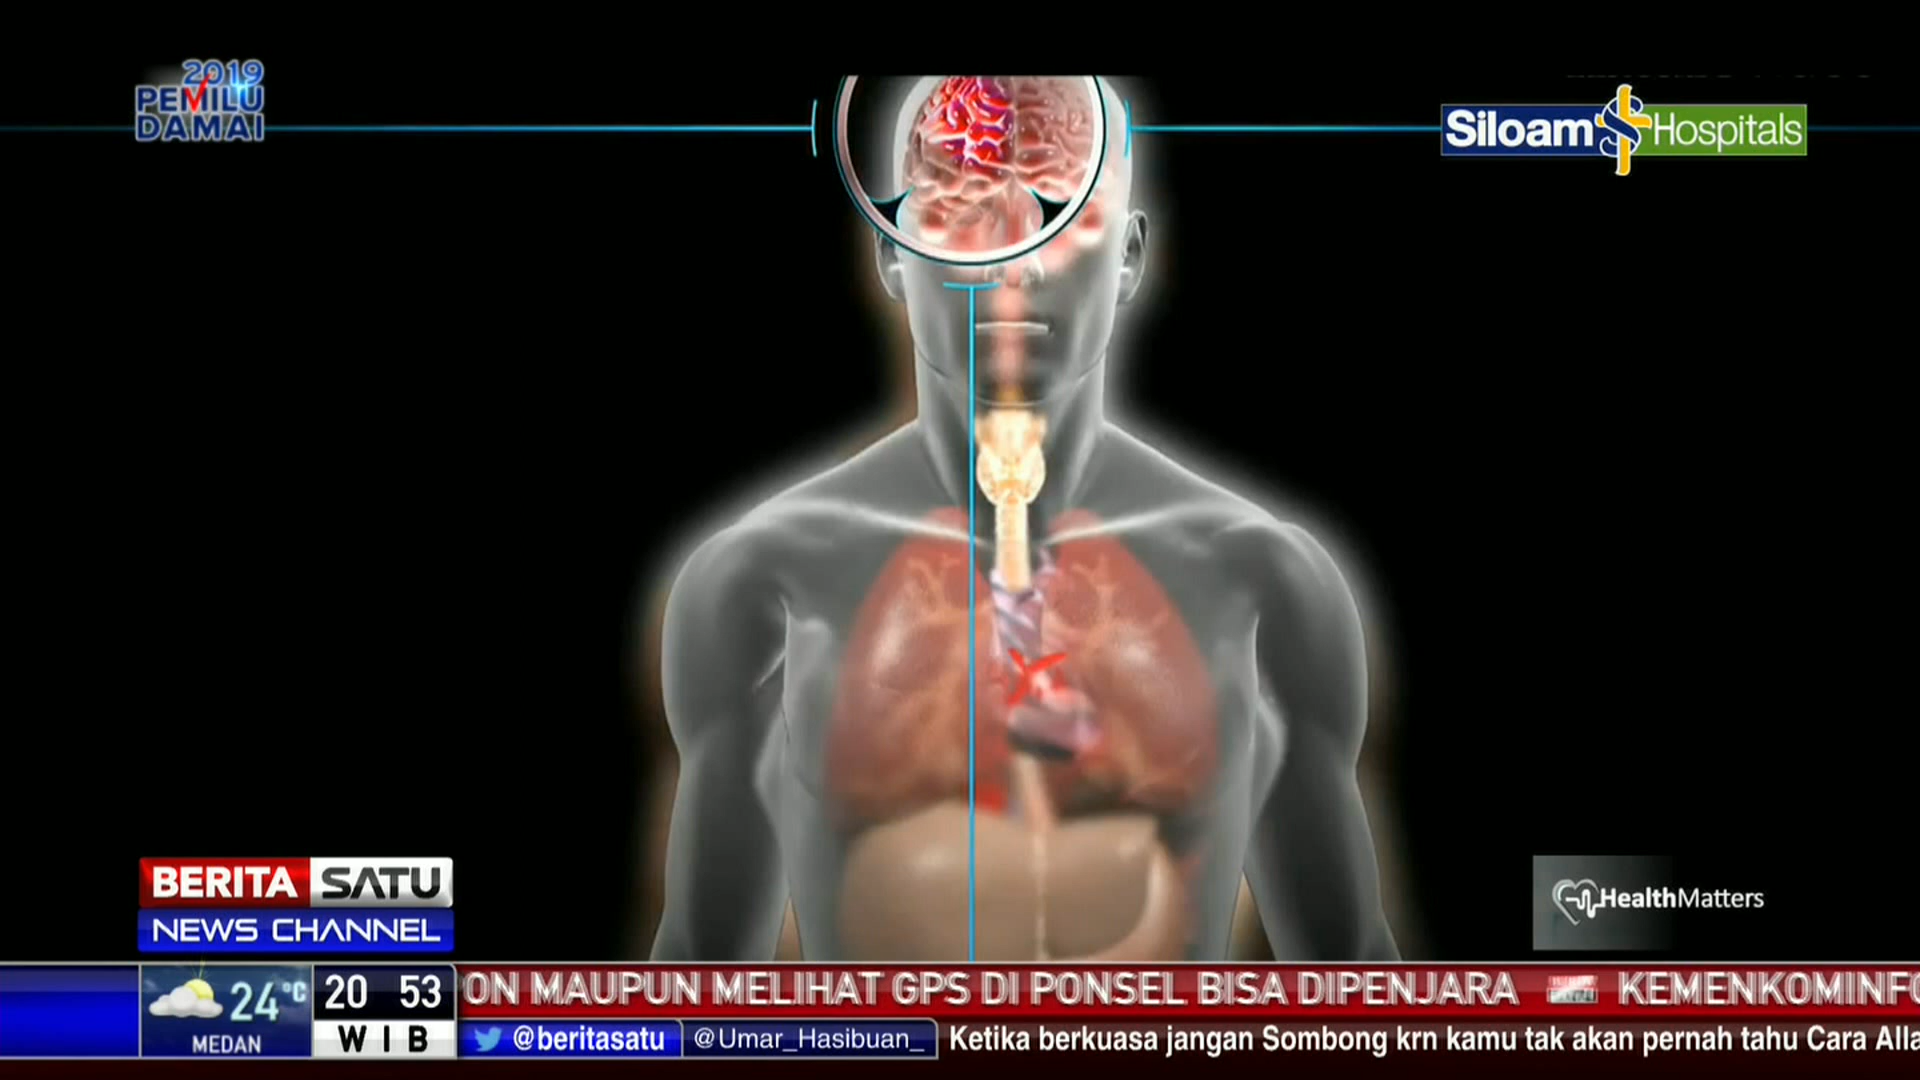 2019
PEMILU
DAMAI
Siloam Hospitals
BERITA SATU
NEWS CHANNEL
HealthMatters
24°C
MEDAN
20 53
WIB
ON MAUPUN MELIHAT GPS DI PONSEL BISA DIPENJARA
KEMENKOMINFO
@beritasatu
@Umar_Hasibuan_
Ketika berkuasa jangan Sombong krn kamu tak akan pernah tahu Cara Alla